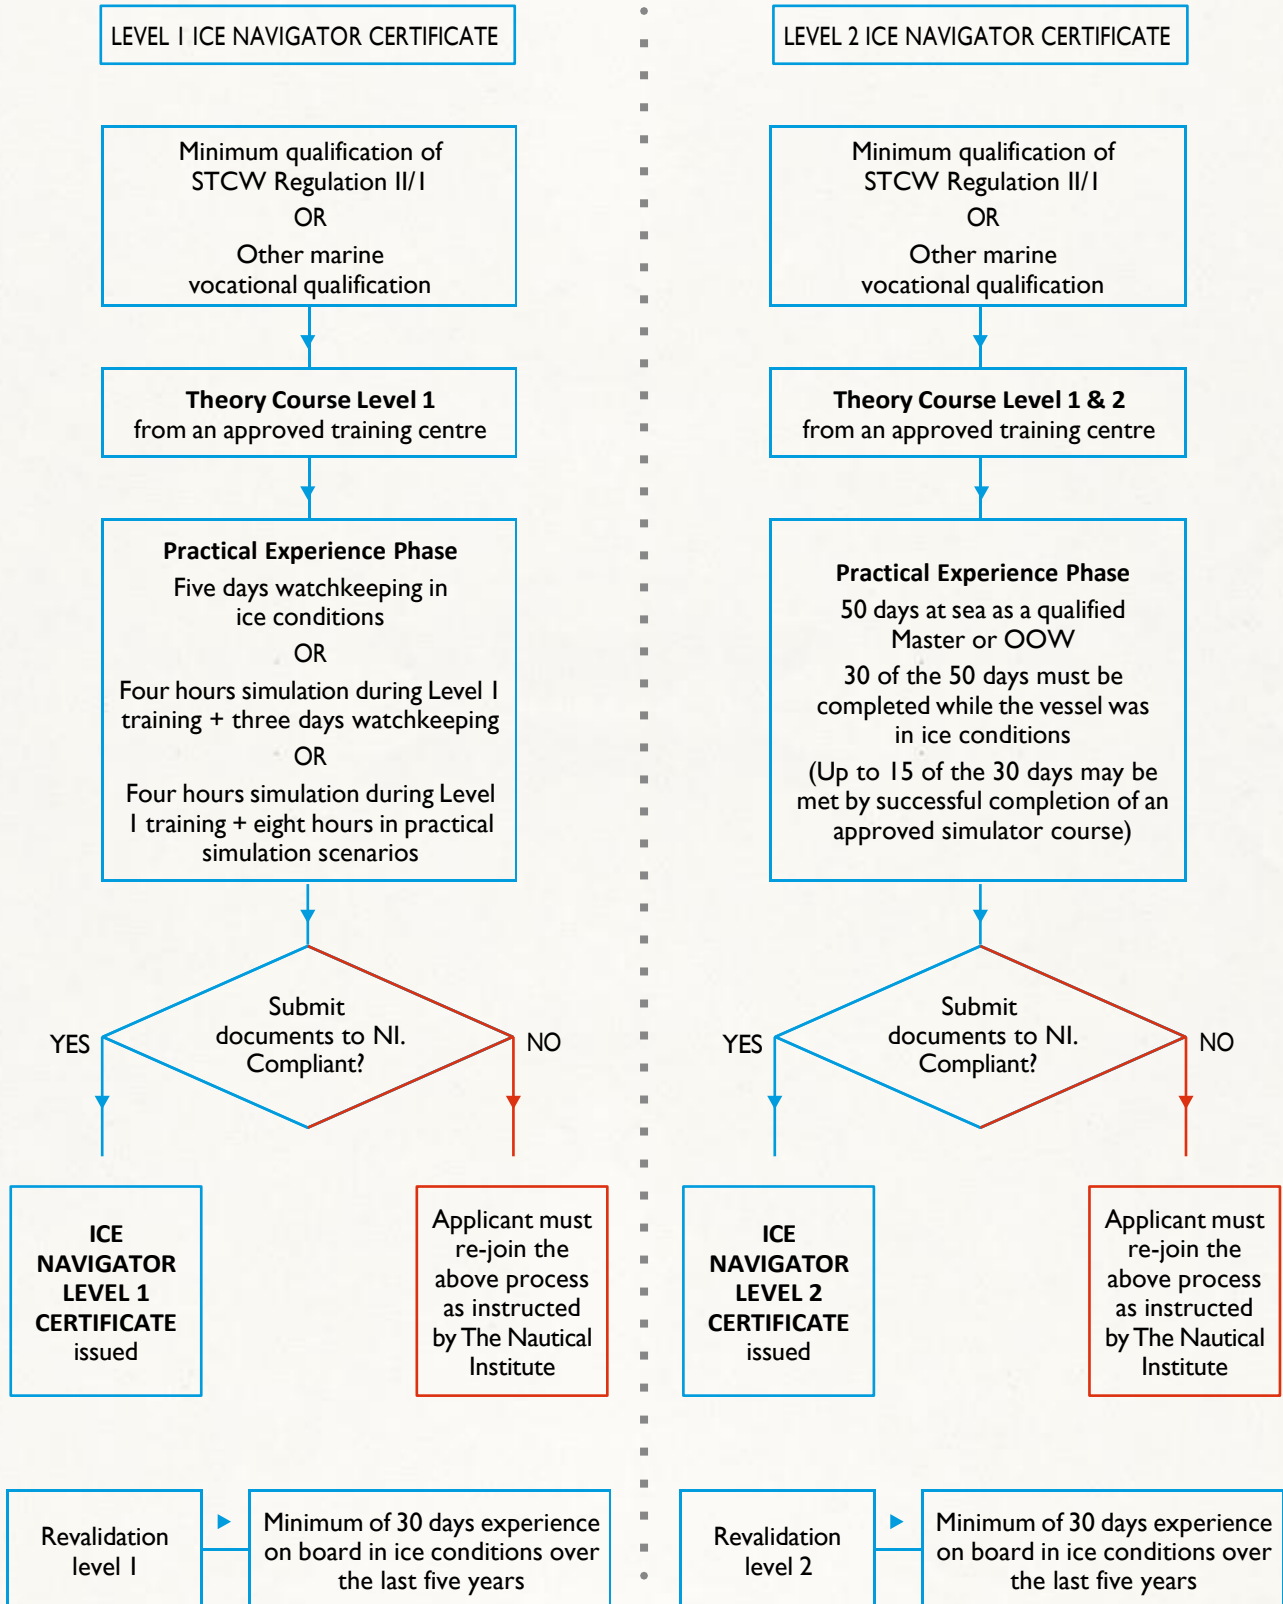 LEVEL 1 ICE NAVIGATOR CERTIFICATE
Minimum qualification of
STCW Regulation II/1
OR
Other marine
vocational qualification
Theory Course Level 1
from an approved training centre
Practical Experience Phase
Five days watchkeeping in
ice conditions
OR
Four hours simulation during Level 1
training + three days watchkeeping
OR
Four hours simulation during Level
1 training + eight hours in practical
simulation scenarios
Submit
documents to NI.
Compliant?
YES
NO
ICE
NAVIGATOR
LEVEL 1
CERTIFICATE
issued
Applicant must
re-join the
above process
as instructed
by The Nautical
Institute
Revalidation
level 1
Minimum of 30 days experience
on board in ice conditions over
the last five years
LEVEL 2 ICE NAVIGATOR CERTIFICATE
Minimum qualification of
STCW Regulation II/1
OR
Other marine
vocational qualification
Theory Course Level 1 & 2
from an approved training centre
Practical Experience Phase
50 days at sea as a qualified
Master or OOW
30 of the 50 days must be
completed while the vessel was
in ice conditions
(Up to 15 of the 30 days may be
met by successful completion of an
approved simulator course)
Submit
documents to NI.
Compliant?
YES
NO
ICE
NAVIGATOR
LEVEL 2
CERTIFICATE
issued
Applicant must
re-join the
above process
as instructed
by The Nautical
Institute
Revalidation
level 2
Minimum of 30 days experience
on board in ice conditions over
the last five years